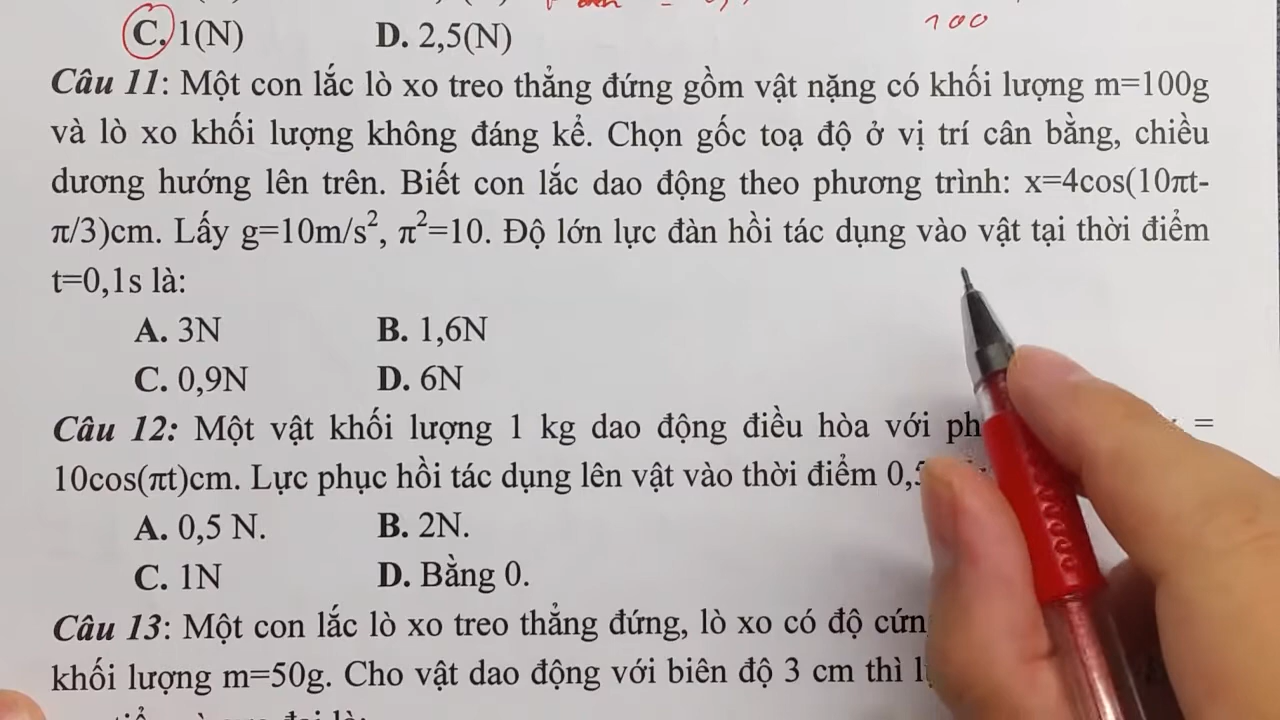 C. 1(N) D. 2,5(N)
100
Câu 11: Một con lắc lò xo treo thẳng đứng gồm vật nặng có khối lượng m=100g
và lò xo khối lượng không đáng kể. Chọn gốc toạ độ ở vị trí cân bằng, chiều
dương hướng lên trên. Biết con lắc dao động theo phương trình: x=4cos(10πt-
π/3)cm. Lấy g=10m/s², π²=10. Độ lớn lực đàn hồi tác dụng vào vật tại thời điểm
t=0,1s là:
A. 3N B. 1,6N
C. 0,9N D. 6N
Câu 12: Một vật khối lượng 1 kg dao động điều hòa với =
10cos(πt)cm. Lực phục hồi tác dụng lên vật vào thời điểm
A. 0,5 N. B. 2N.
C. 1N D. Bằng 0.
Câu 13: Một con lắc lò xo treo thẳng đứng, lò xo có độ
khối lượng m=50g. Cho vật dao động với biên độ 3 cm thì